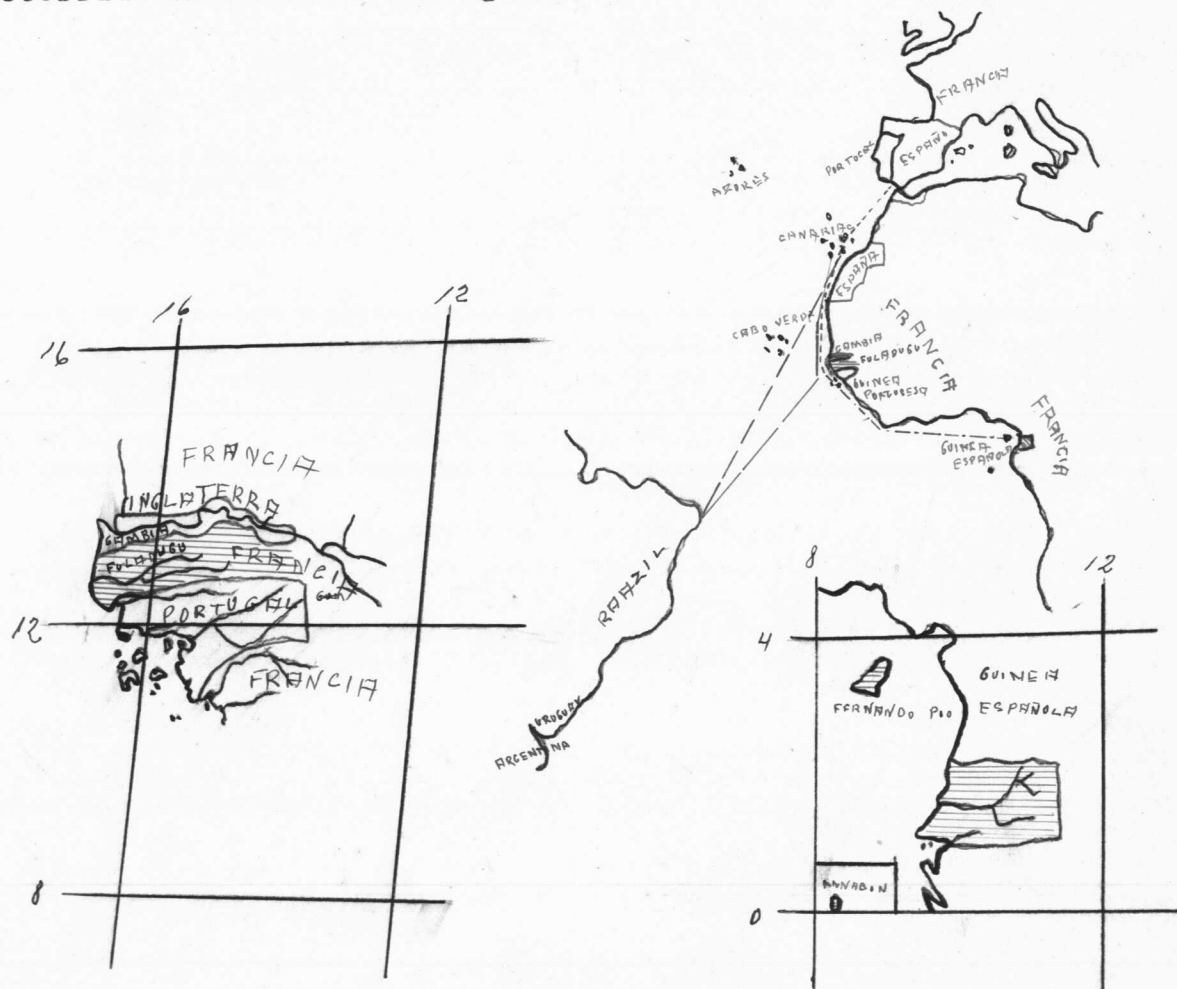 FRANCIA
PORTUGAL
ESPAÑA
AZORES
CANARIAS
ESPAÑA
CABO VERDE
FRANCIA
GAMBIA
FULADUGU
GUINEA
PORTUGESA
FRANCIA
GUINEA
ESPAÑOLA
16
12
16
FRANCIA
INGLATERRA
GAMBIA
FULADUGU
FRANCIA
PORTUGAL
12
FRANCIA
8
BRAZIL
URUGUAY
ARGENTINA
8
12
4
GUINEA
ESPAÑOLA
FERNANDO POO
ANNABON
0